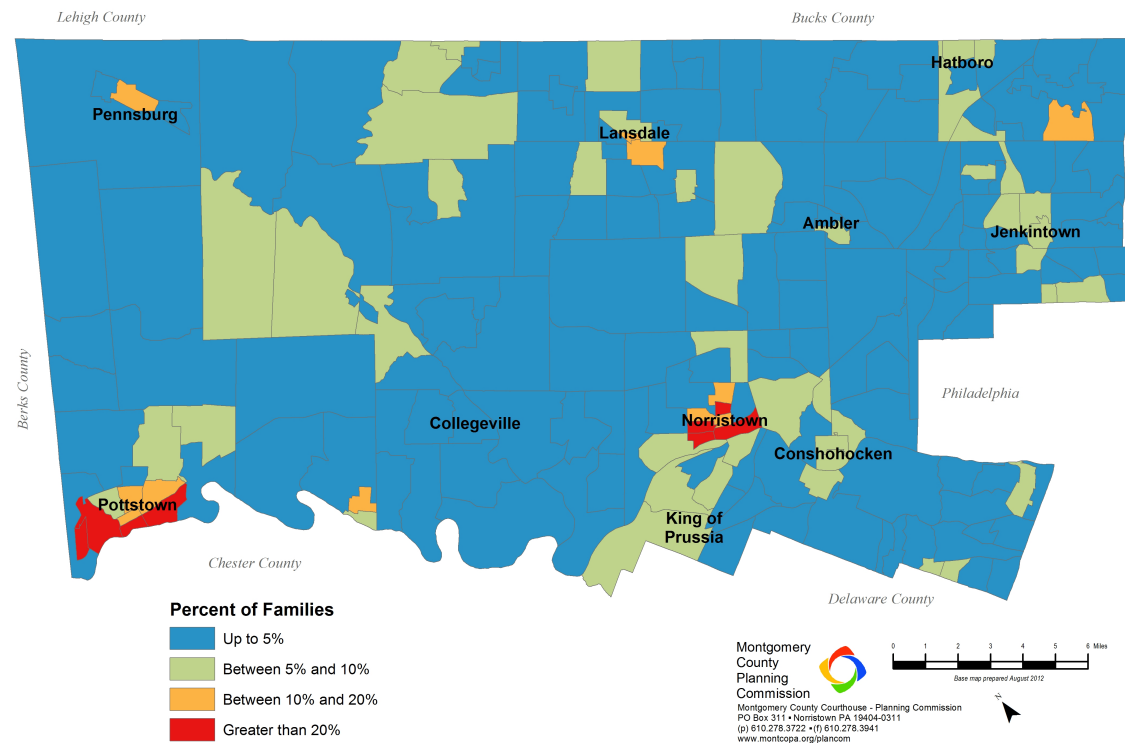 Lehigh County
Bucks County
Hatboro
Pennsburg
Lansdale
Ambler
Jenkintown
Berks County
Philadelphia
Collegeville
Norristown
Conshohocken
Pottstown
King of
Prussia
Chester County
Delaware County
Percent of Families
Up to 5%
Between 5% and 10%
Between 10% and 20%
Greater than 20%
Montgomery
County
Planning
Commission
Montgomery County Courthouse - Planning Commission
PO Box 311 • Norristown PA 19404-0311
(p) 610.278.3722 • (f) 610.278.3941
www.montcopa.org/plancom
0 1 2 3 4 5 6 Miles
Base map prepared August 2012
N